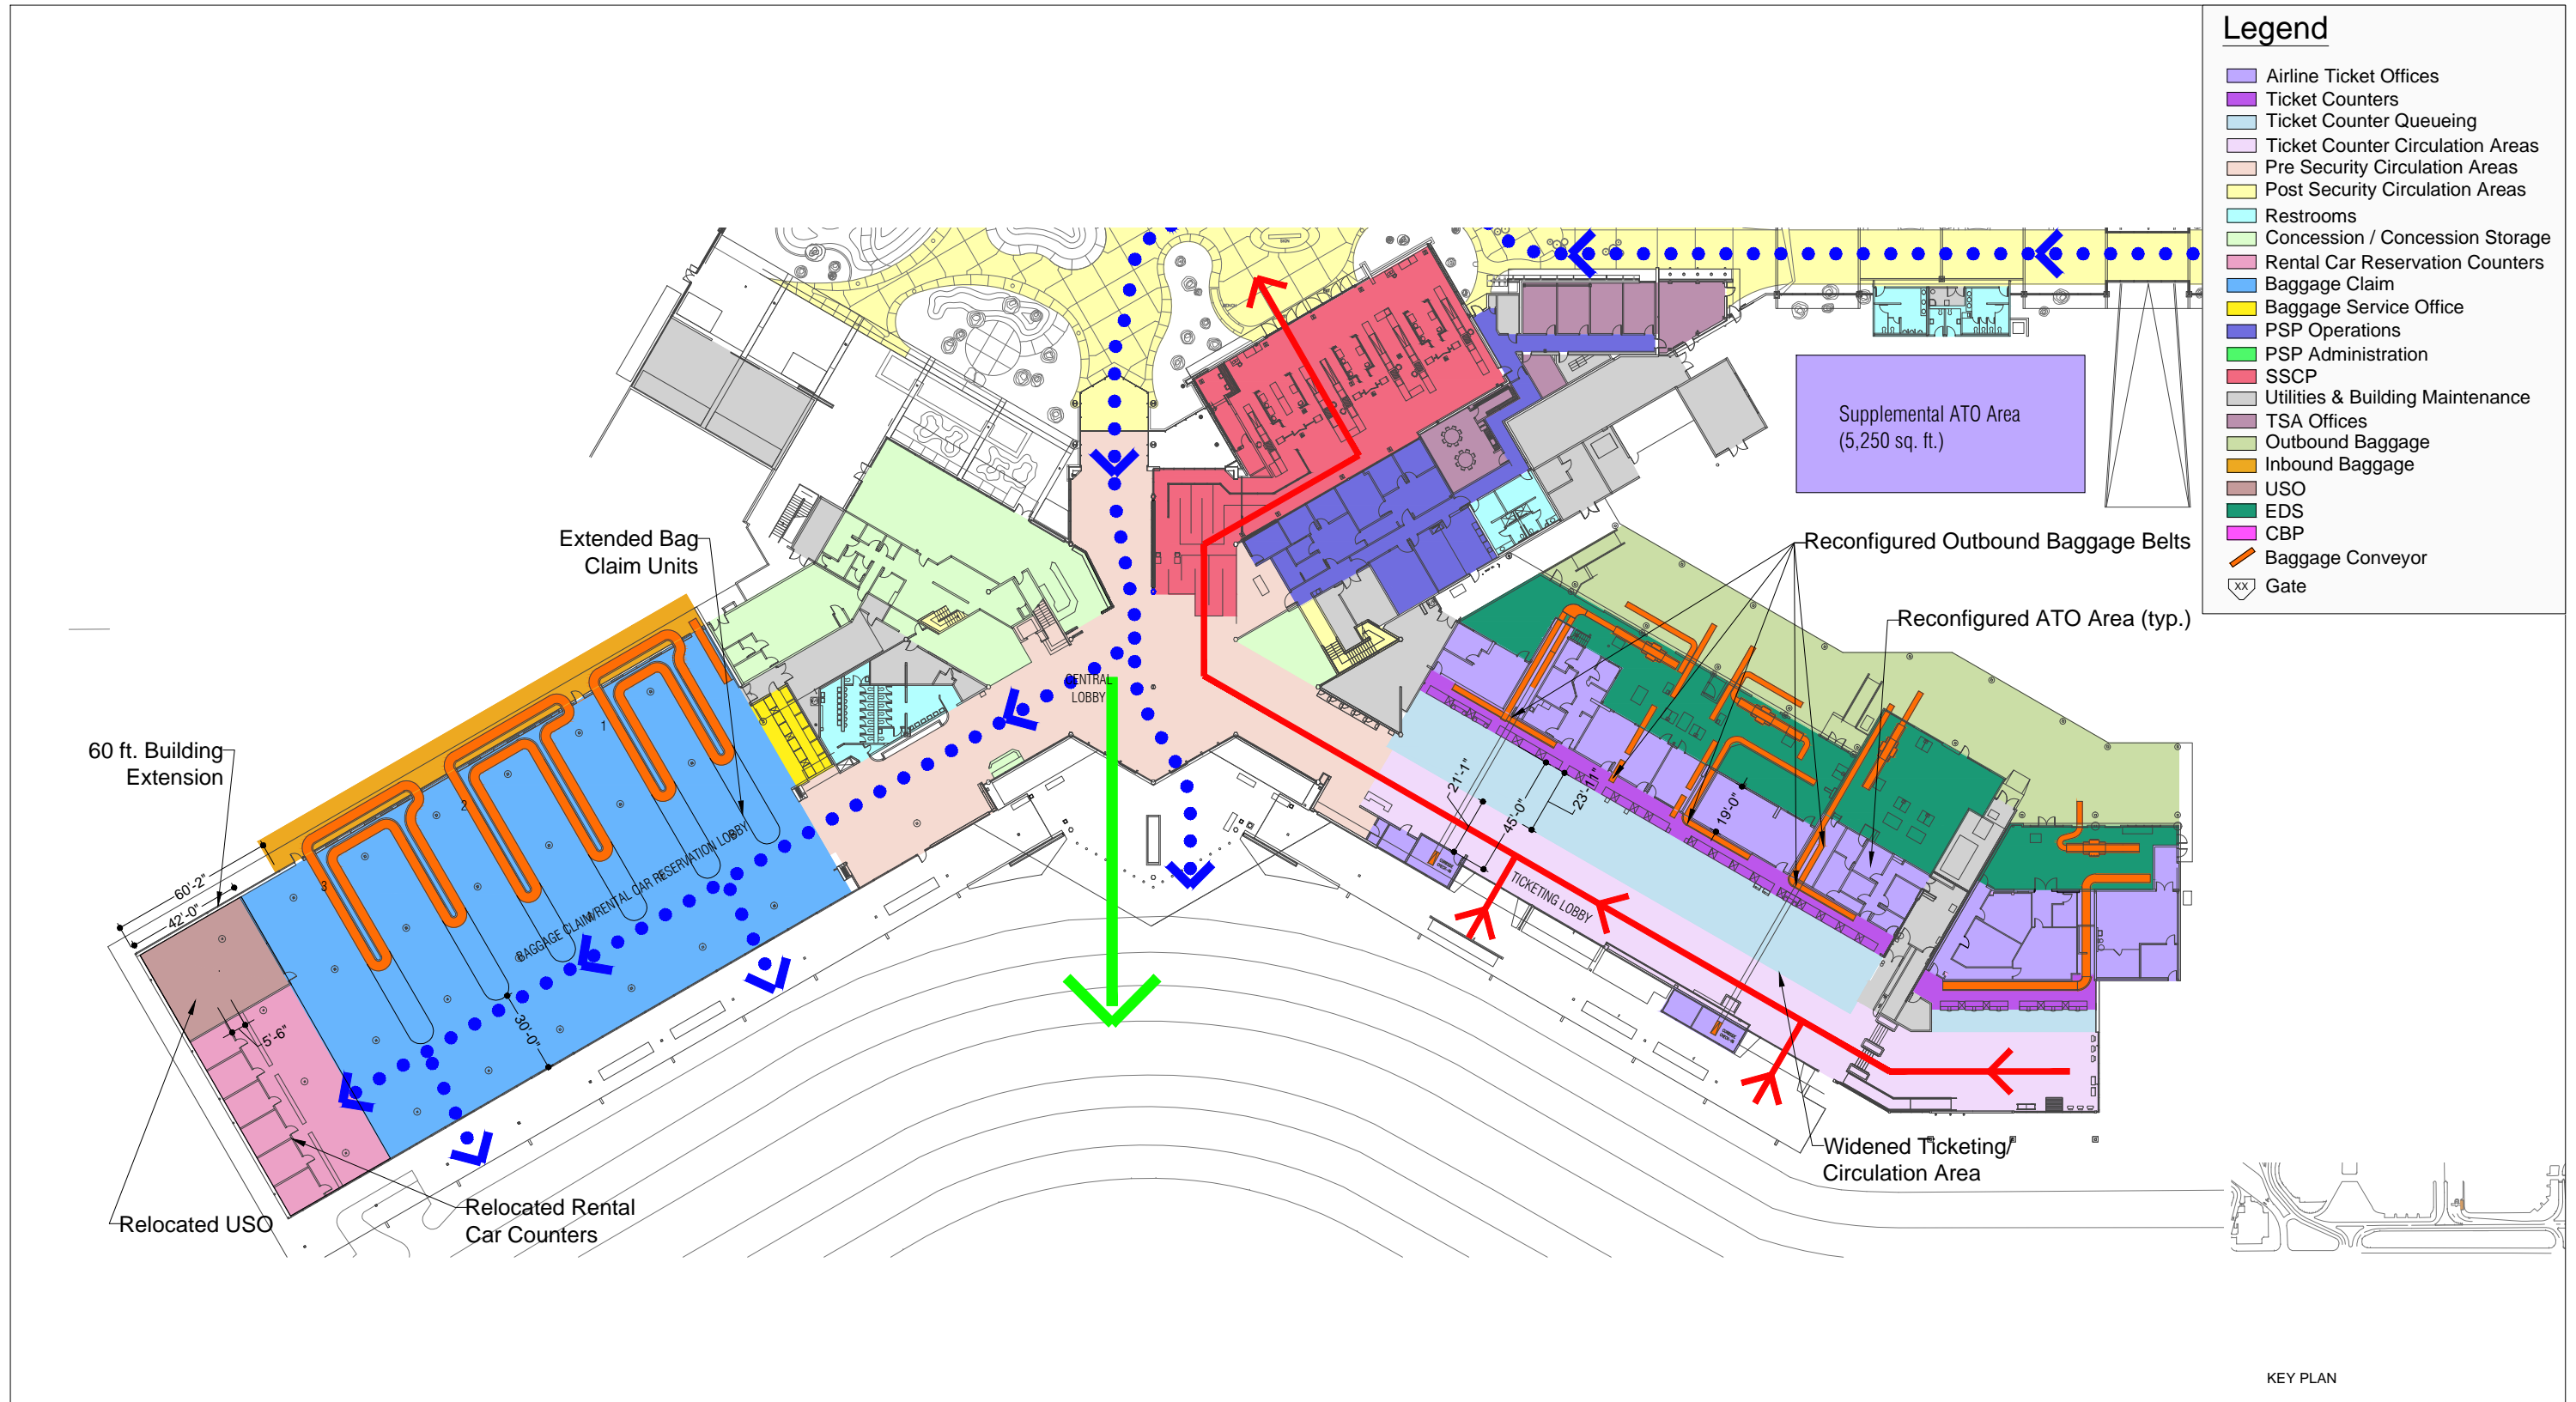 Legend
Airline Ticket Offices
Ticket Counters
Ticket Counter Queueing
Ticket Counter Circulation Areas
Pre Security Circulation Areas
Post Security Circulation Areas
Restrooms
Concession / Concession Storage
Rental Car Reservation Counters
Baggage Claim
Baggage Service Office
PSP Operations
PSP Administration
SSCP
Utilities & Building Maintenance
TSA Offices
Outbound Baggage
Inbound Baggage
USO
EDS
CBP
Baggage Conveyor
XX Gate
Supplemental ATO Area
(5,250 sq. ft.)
Extended Bag
Claim Units
Reconfigured Outbound Baggage Belts
Reconfigured ATO Area (typ.)
CENTRAL
LOBBY
60 ft. Building
Extension
1
2
3
21'-1"
45'-0"
23'-11"
19'-0"
60'-2"
42'-0"
BAGGAGE CLAIM/RENTAL CAR RESERVATION LOBBY
TICKETING LOBBY
30'-0"
5'-6"
Widened Ticketing/
Circulation Area
Relocated USO
Relocated Rental
Car Counters
KEY PLAN